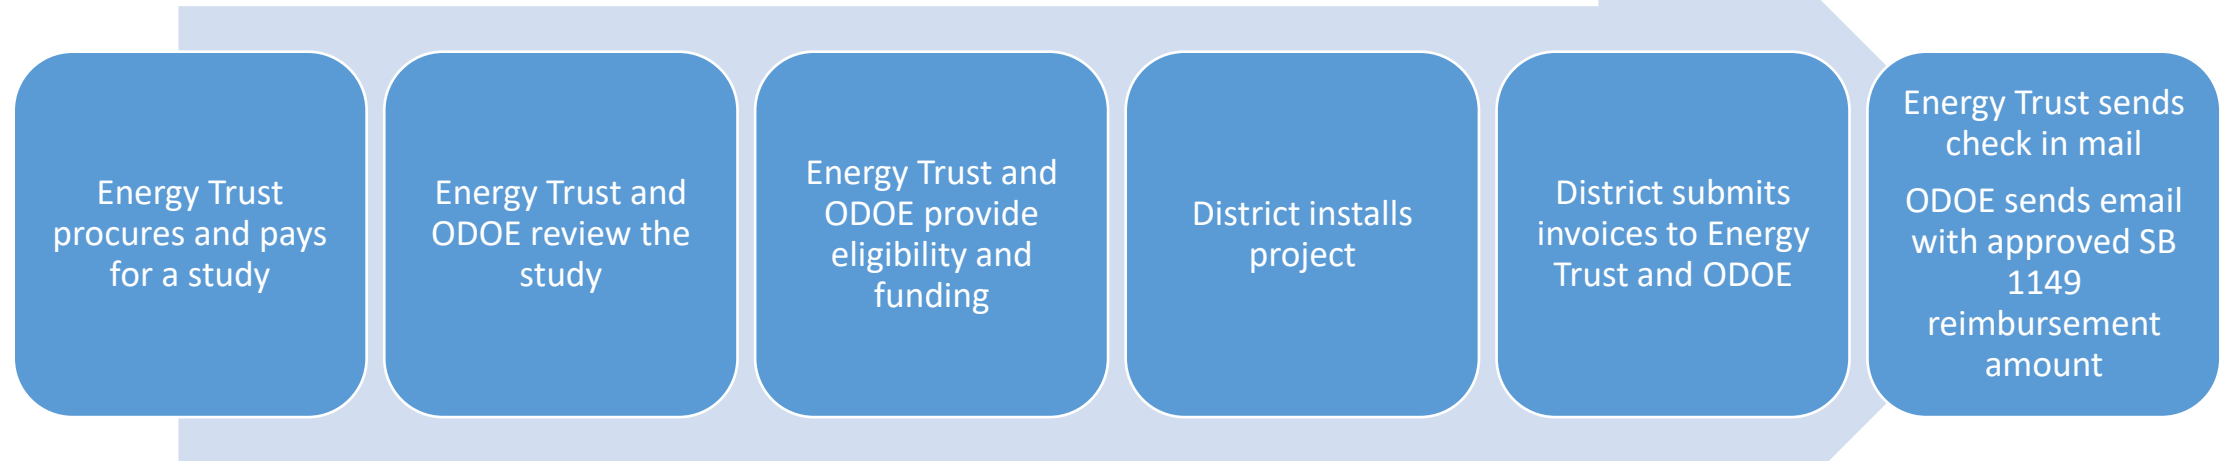 Energy Trust
procures and pays
for a study
Energy Trust and
ODOE review the
study
Energy Trust and
ODOE provide
eligibility and
funding
District installs
project
District submits
invoices to Energy
Trust and ODOE
Energy Trust sends
check in mail
ODOE sends email
with approved SB
1149
reimbursement
amount